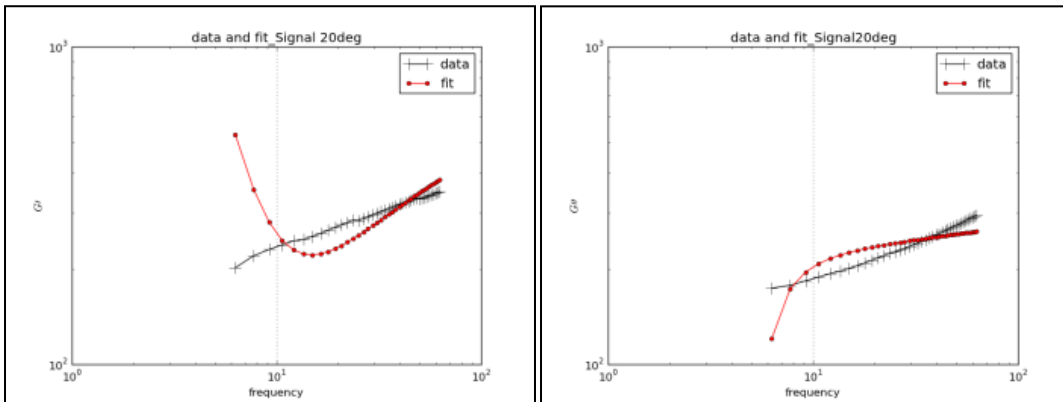 data and fit_Signal 20deg
data
fit
10³
10²
10⁰
10¹
10²
frequency
data and fit_Signal20deg
data
fit
10³
10²
10⁰
10¹
10²
frequency